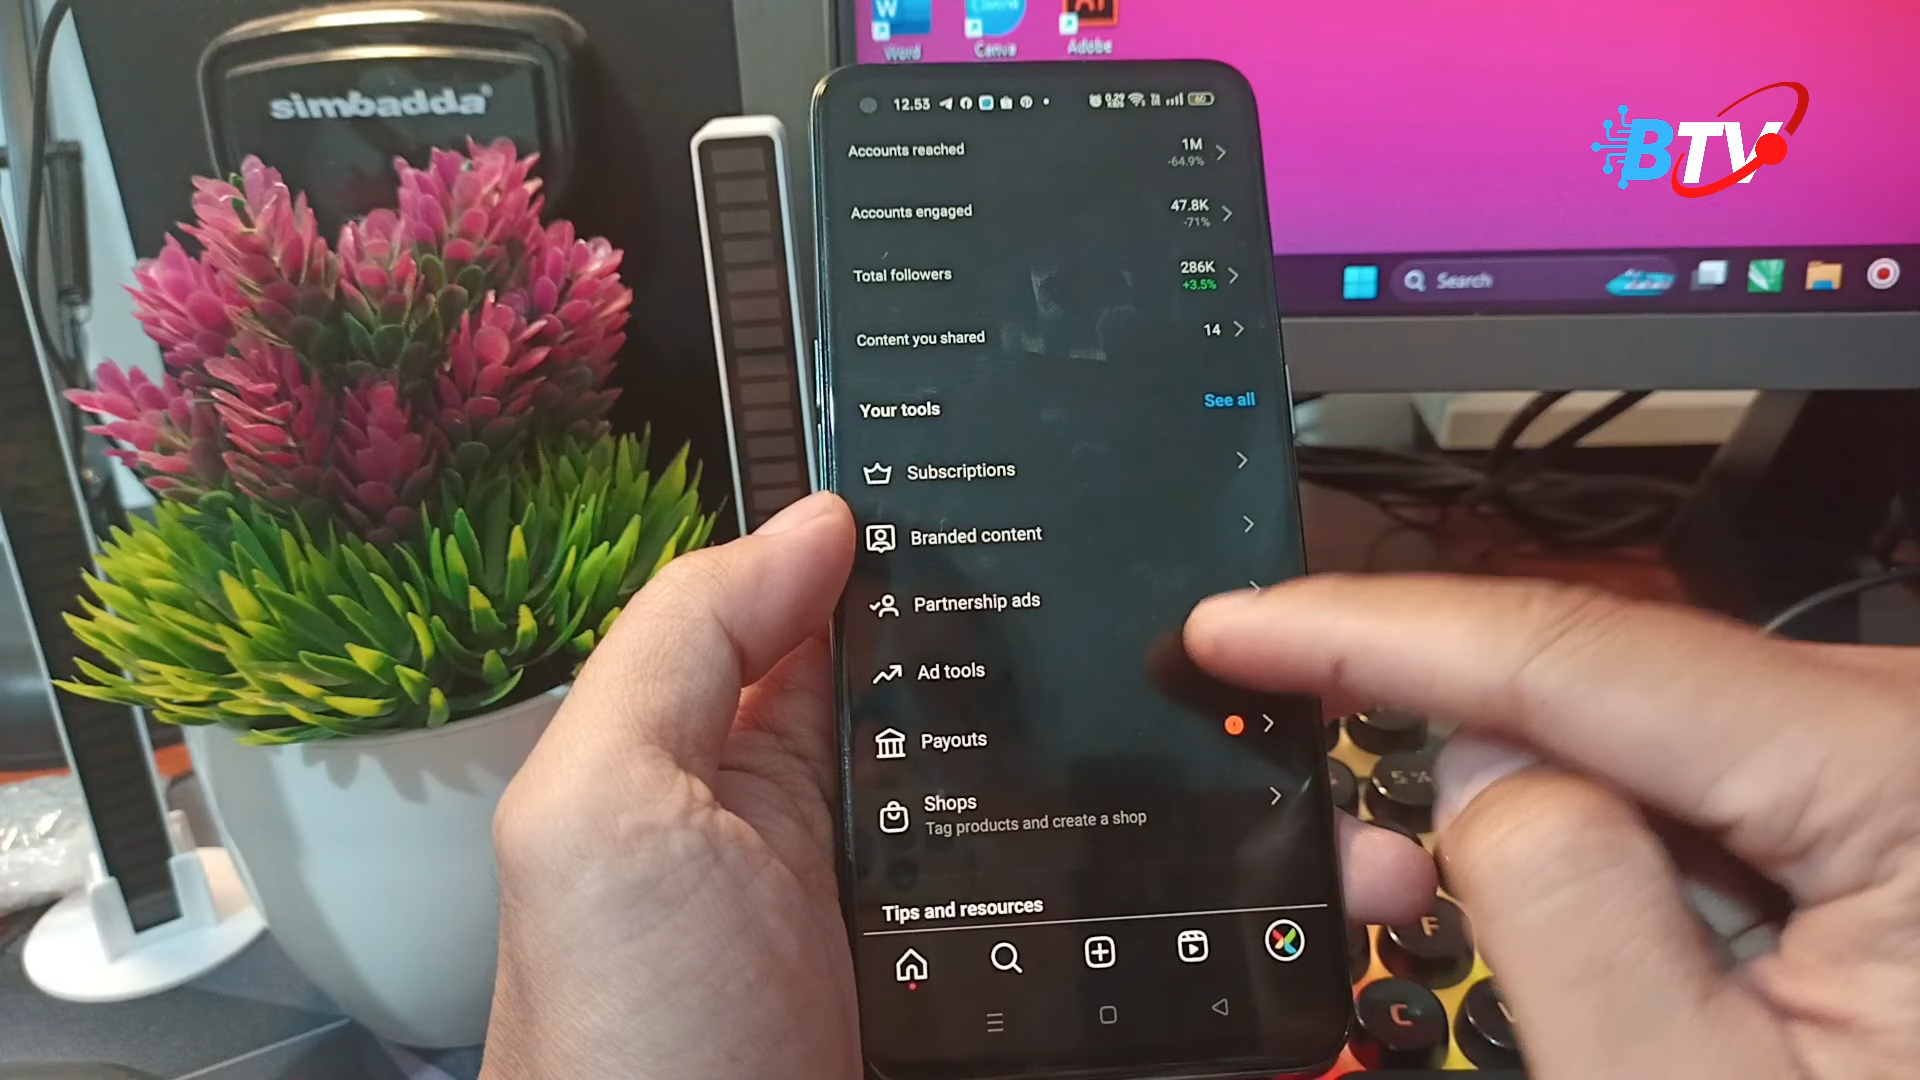 Word
Canva
Adobe
simbadda
BTV
12.53
60
Accounts reached
1M
-64.9%
Accounts engaged
47.8K
-71%
Total followers
286K
+3.5%
Content you shared
14
Search
Your tools
See all
Subscriptions
Branded content
Partnership ads
Ad tools
Payouts
Shops
Tag products and create a shop
Tips and resources
F
C